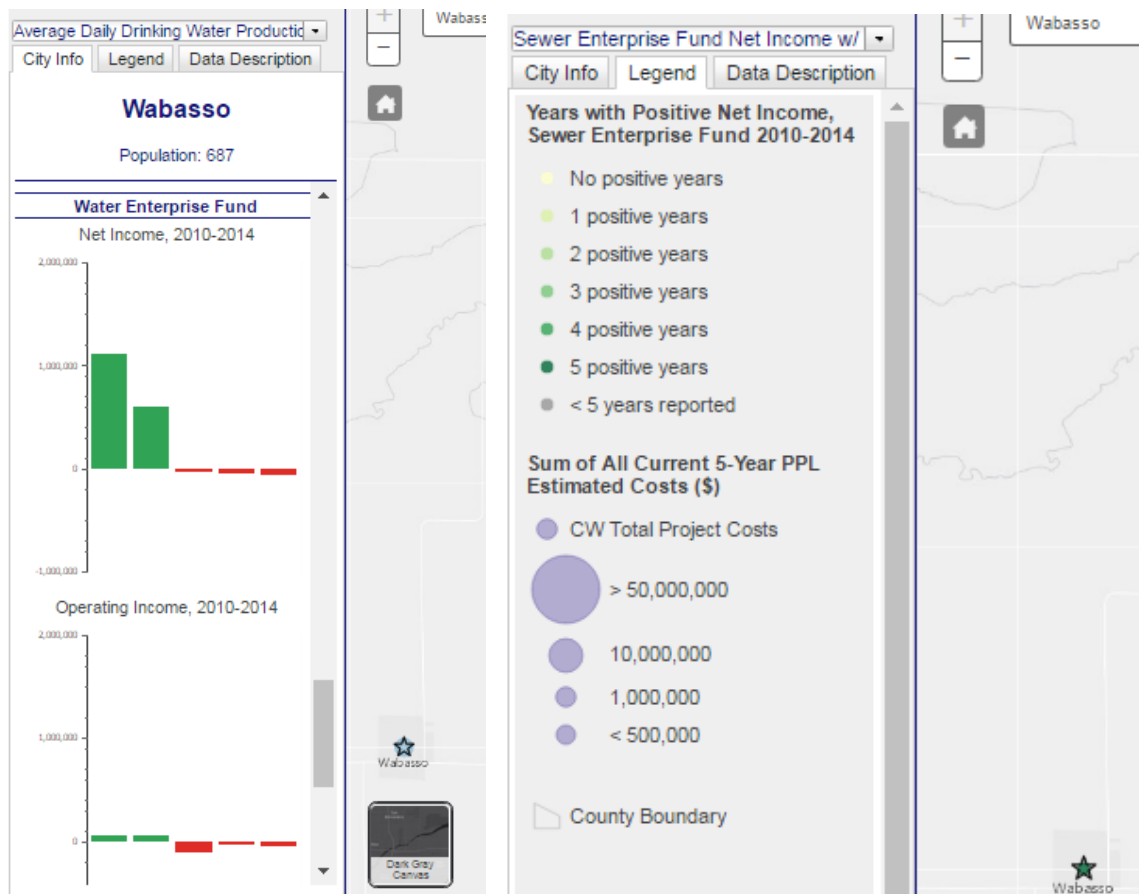 Average Daily Drinking Water Productic
City Info
Legend
Data Description
Wabasso
Population: 687
Water Enterprise Fund
Net Income, 2010-2014
2,000,000
1,000,000
0
-1,000,000
Operating Income, 2010-2014
2,000,000
1,000,000
0
+
−
Wabass
Wabasso
Dark Gray
Canvas
Sewer Enterprise Fund Net Income w/
City Info
Legend
Data Description
Years with Positive Net Income,
Sewer Enterprise Fund 2010-2014
No positive years
1 positive years
2 positive years
3 positive years
4 positive years
5 positive years
< 5 years reported
Sum of All Current 5-Year PPL
Estimated Costs ($)
CW Total Project Costs
> 50,000,000
10,000,000
1,000,000
< 500,000
County Boundary
+
−
Wabasso
Wabasso